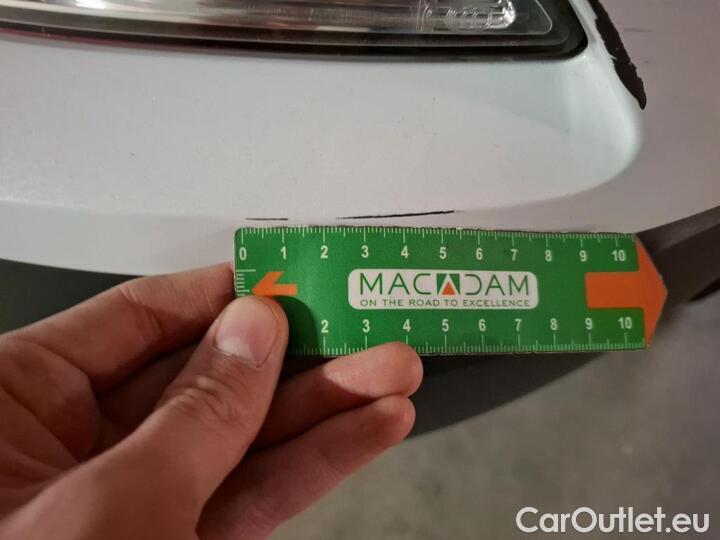 0 1 2 3 4 5 6 7 8 9 10
MACADAM
ON THE ROAD TO EXCELLENCE
2 3 4 5 6 7 8 9 10
CarOutlet.eu